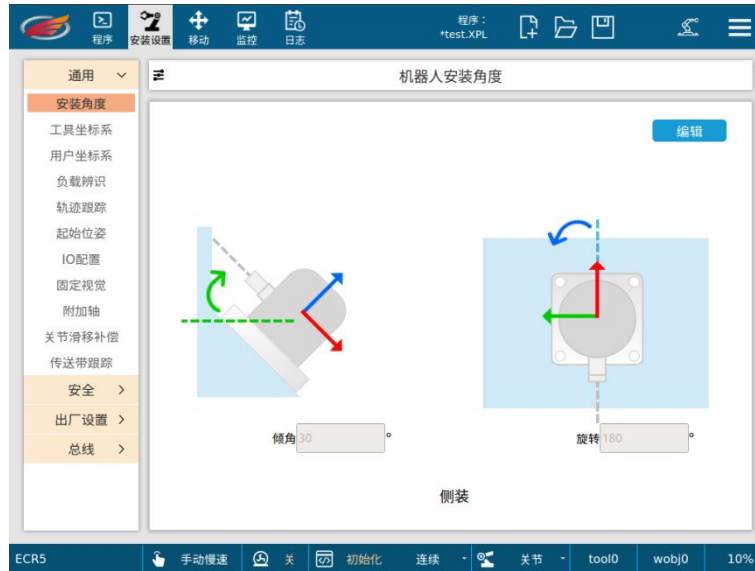 程序
安装设置
移动
监控
日志
程序：
*test.XPL
通用
安装角度
工具坐标系
用户坐标系
负载辨识
轨迹跟踪
起始位姿
IO配置
固定视觉
附加轴
关节滑移补偿
传送带跟踪
安全
出厂设置
总线
机器人安装角度
编辑
倾角 30 °
旋转 180 °
侧装
ECR5 手动慢速 关 初始化 连续 关节 tool0 wobj0 10%